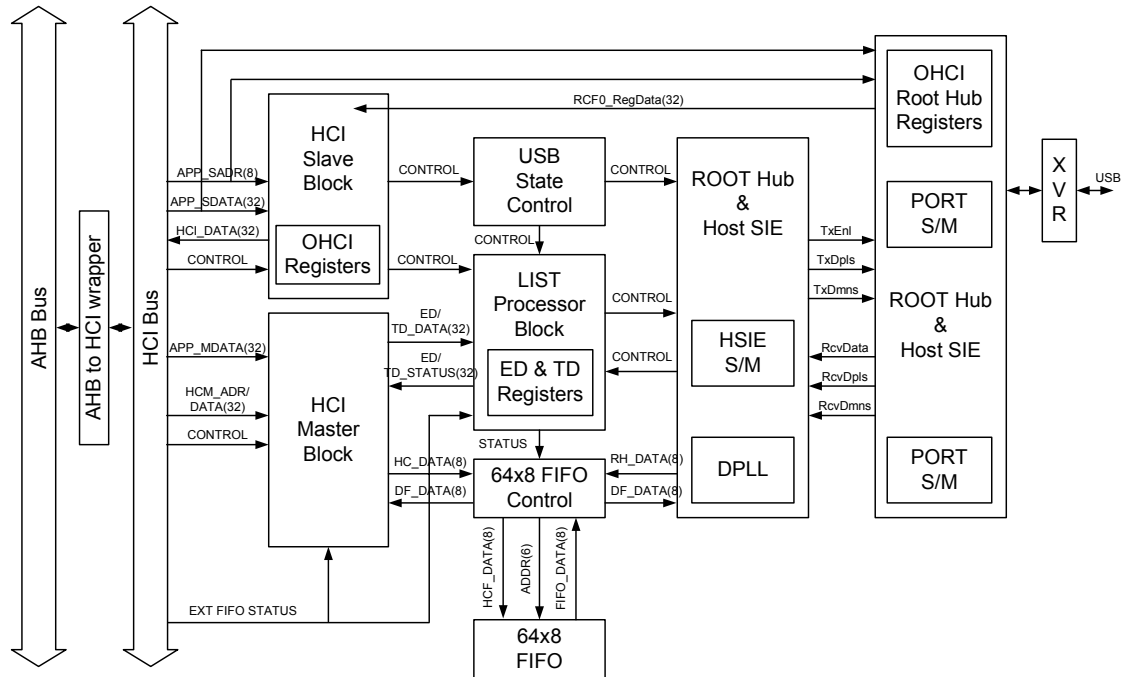 AHB Bus
AHB to HCI wrapper
HCI Bus
APP_SADR(8)
APP_SDATA(32)
HCI_DATA(32)
CONTROL
APP_MDATA(32)
HCM_ADR/
DATA(32)
CONTROL
EXT FIFO STATUS
HCI
Slave
Block
OHCI
Registers
HCI
Master
Block
RCF0_RegData(32)
CONTROL
CONTROL
ED/
TD_DATA(32)
ED/
TD_STATUS(32)
HC_DATA(8)
DF_DATA(8)
USB
State
Control
CONTROL
LIST
Processor
Block
ED & TD
Registers
STATUS
64x8 FIFO
Control
HCF_DATA(8)
ADDR(6)
FIFO_DATA(8)
64x8
FIFO
CONTROL
CONTROL
CONTROL
RH_DATA(8)
DF_DATA(8)
ROOT Hub
&
Host SIE
HSIE
S/M
DPLL
TxEnl
TxDpls
TxDmns
RcvData
RcvDpls
RcvDmns
OHCI
Root Hub
Registers
PORT
S/M
ROOT Hub
&
Host SIE
PORT
S/M
X
V
R
USB